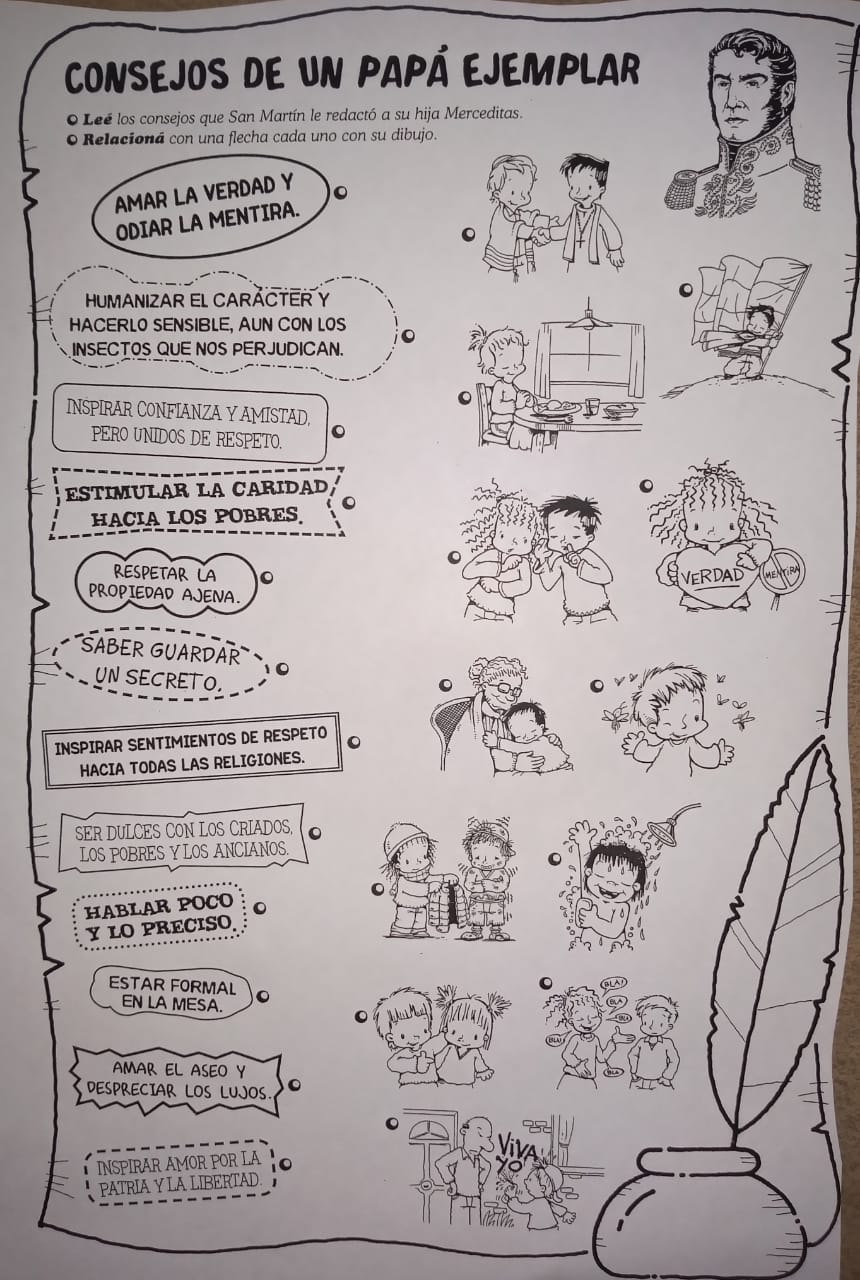 CONSEJOS DE UN PAPÁ EJEMPLAR
Leé los consejos que San Martín le redactó a su hija Merceditas.
Relacioná con una flecha cada uno con su dibujo.
AMAR LA VERDAD Y
ODIAR LA MENTIRA.
HUMANIZAR EL CARÁCTER Y
HACERLO SENSIBLE, AUN CON LOS
INSECTOS QUE NOS PERJUDICAN.
INSPIRAR CONFIANZA Y AMISTAD,
PERO UNIDOS DE RESPETO.
ESTIMULAR LA CARIDAD
HACIA LOS POBRES.
RESPETAR LA
PROPIEDAD AJENA.
SABER GUARDAR
UN SECRETO.
INSPIRAR SENTIMIENTOS DE RESPETO
HACIA TODAS LAS RELIGIONES.
SER DULCES CON LOS CRIADOS,
LOS POBRES Y LOS ANCIANOS.
HABLAR POCO
Y LO PRECISO.
ESTAR FORMAL
EN LA MESA.
AMAR EL ASEO Y
DESPRECIAR LOS LUJOS.
INSPIRAR AMOR POR LA
PATRIA Y LA LIBERTAD.
VERDAD
MENTIRA
BLA!
BLA
BLA
BLA!
BLA
VIVA
YO